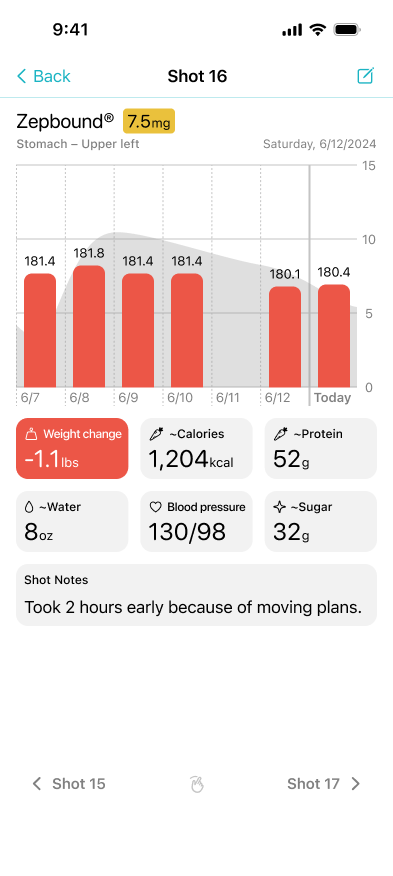 9:41
Back
Shot 16
Zepbound® 7.5mg
Stomach – Upper left
Saturday, 6/12/2024
15
10
5
0
181.4
181.8
181.4
181.4
180.1
180.4
6/7
6/8
6/9
6/10
6/11
6/12
Today
Weight change
-1.1lbs
~Calories
1,204kcal
~Protein
52g
~Water
8oz
Blood pressure
130/98
~Sugar
32g
Shot Notes
Took 2 hours early because of moving plans.
Shot 15
Shot 17